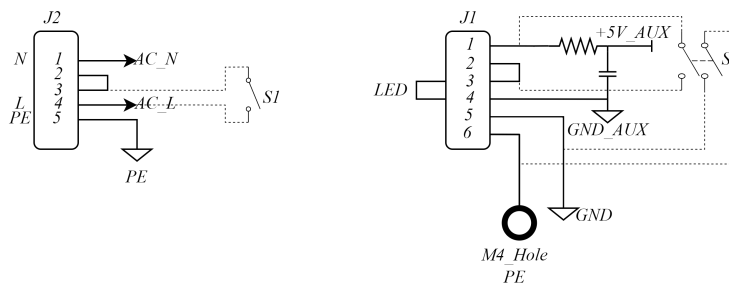 J2
N 1 AC_N
2
3
L 4 AC_L
PE 5
S1
PE
J1
1 +5V_AUX
2
3
LED
4
5 GND_AUX
6
S
GND
M4_Hole
PE